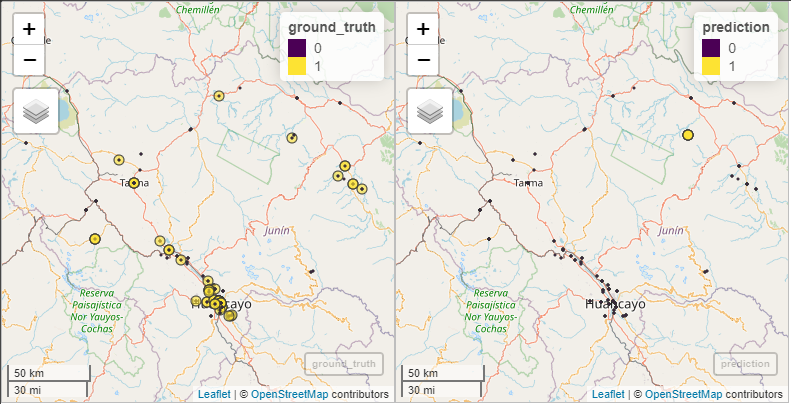 Chemillén
+
−
ground_truth
0
1
Tarma
Junín
Reserva
Paisajística
Nor Yauyos-
Cochas
50 km
30 mi
ground_truth
Leaflet | © OpenStreetMap contributors
Chemillén
+
−
prediction
0
1
Tarma
Junín
Reserva
Paisajística
Nor Yauyos-
Cochas
Huancayo
50 km
30 mi
prediction
Leaflet | © OpenStreetMap contributors